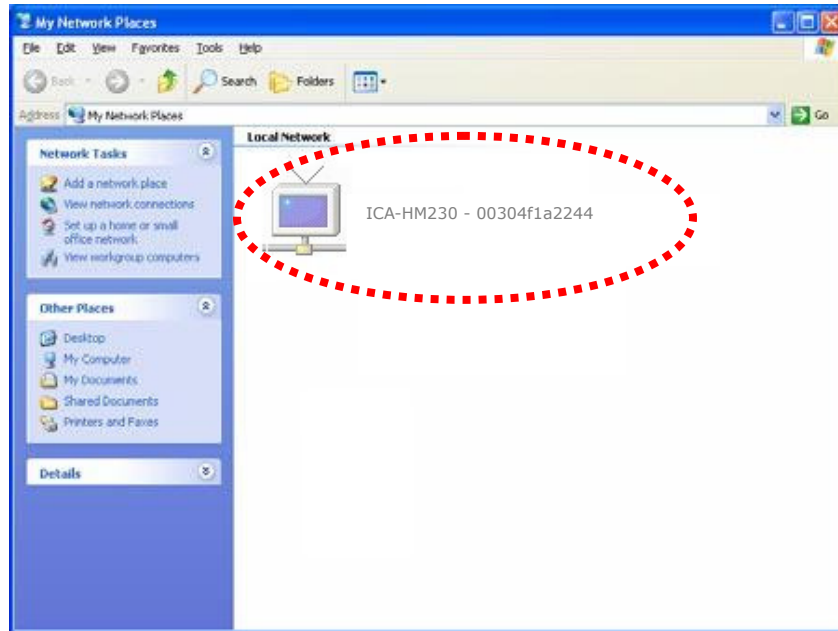 My Network Places
File Edit View Favorites Tools Help
Back Search Folders
Address My Network Places Go
Local Network
Network Tasks
Add a network place
View network connections
Set up a home or small
office network
View workgroup computers
ICA-HM230 - 00304f1a2244
Other Places
Desktop
My Computer
My Documents
Shared Documents
Printers and Faxes
Details